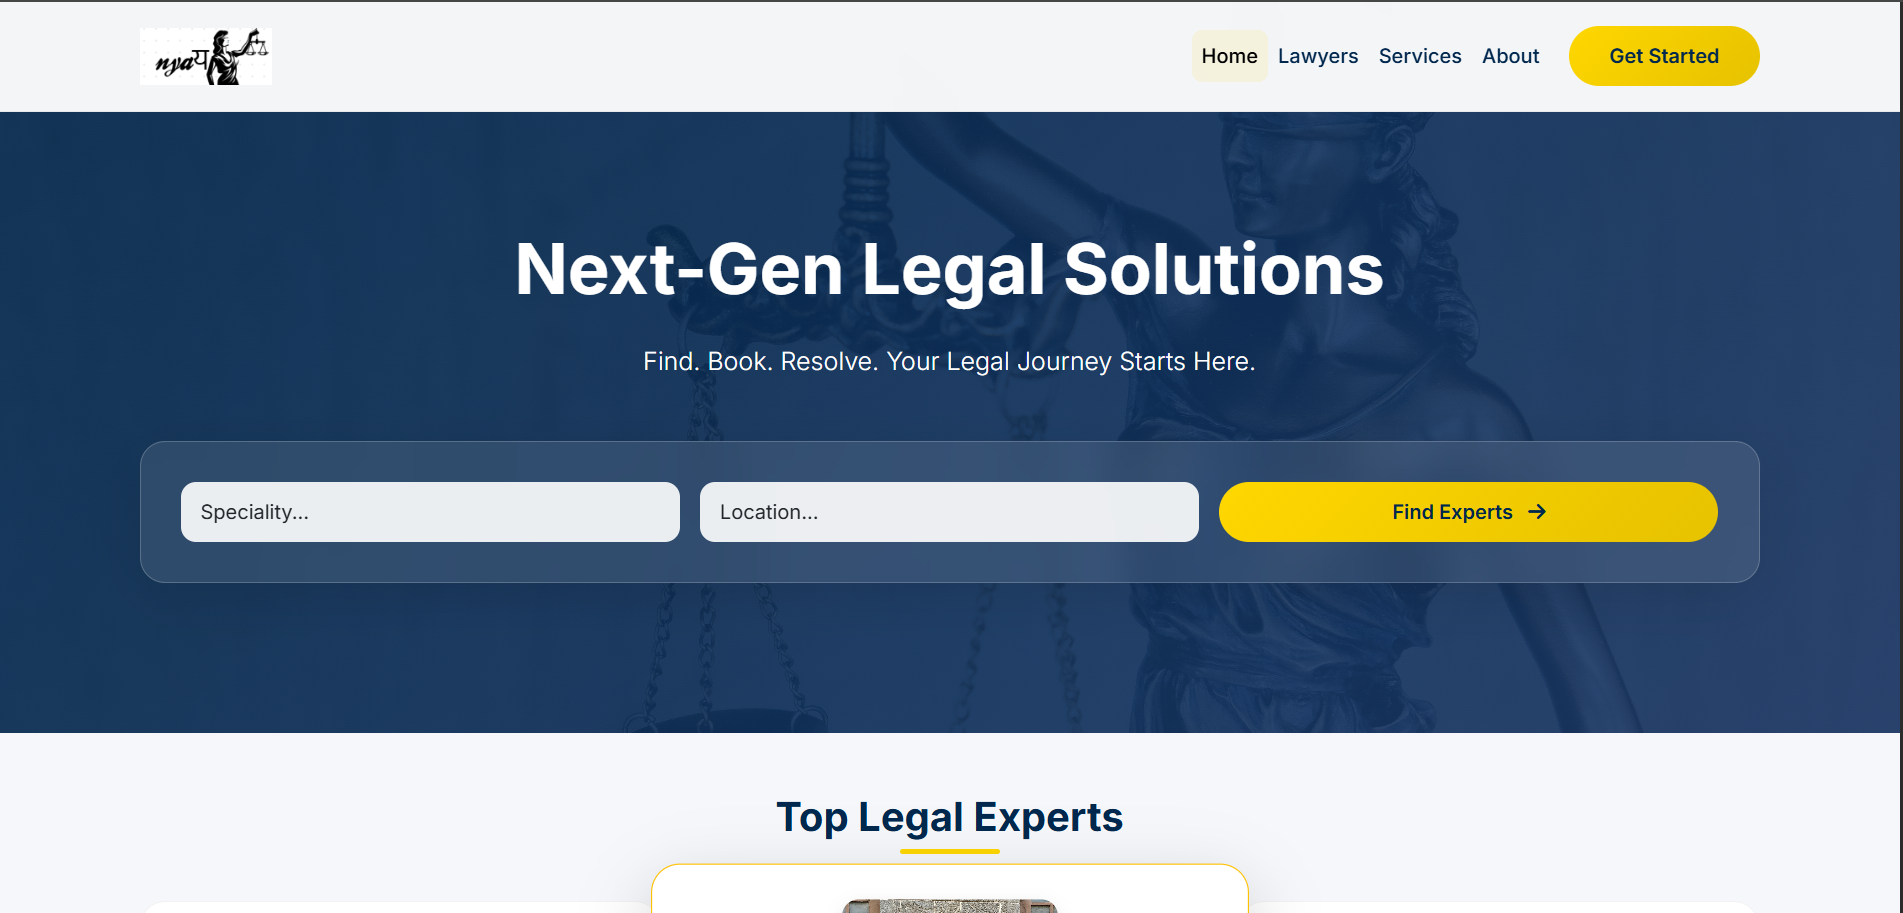 nyaय
Home Lawyers Services About Get Started
Next-Gen Legal Solutions
Find. Book. Resolve. Your Legal Journey Starts Here.
Speciality... Location... Find Experts
Top Legal Experts